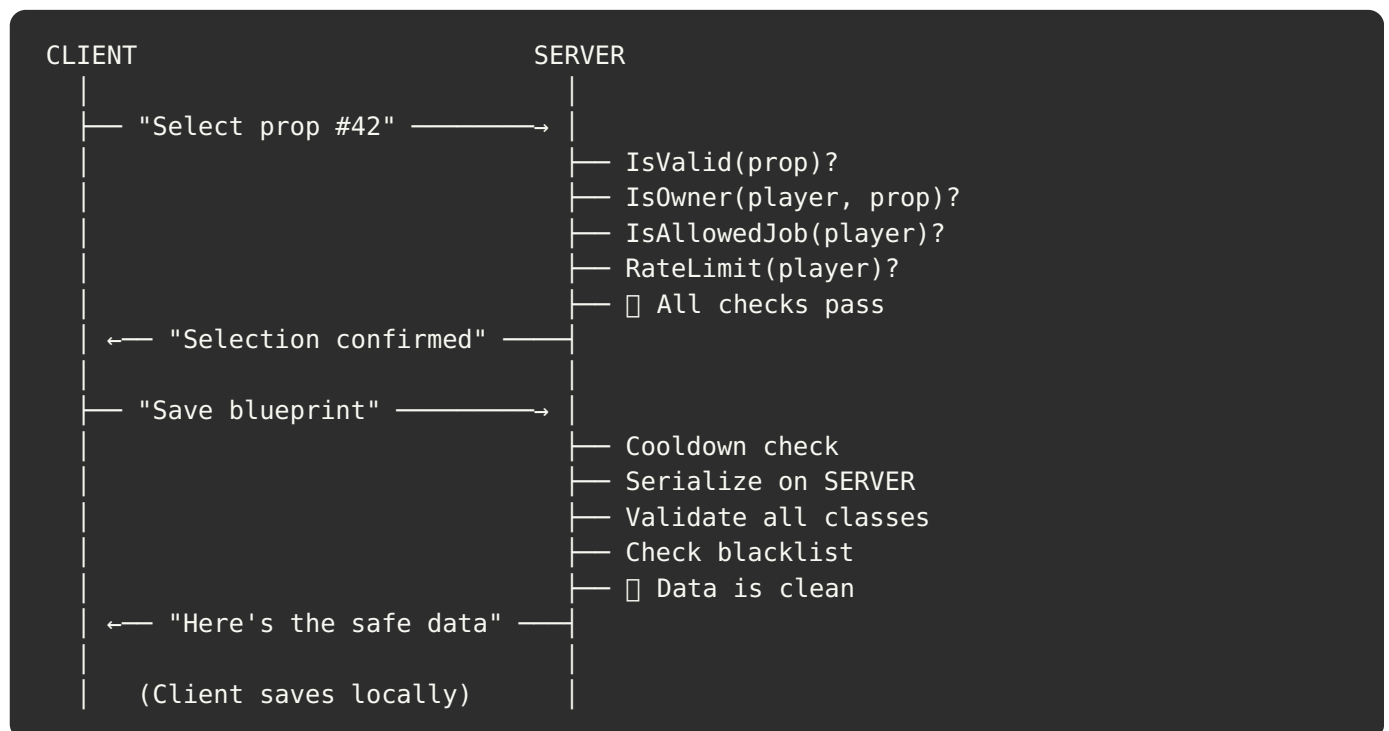 CLIENT SERVER
"Select prop #42"
IsValid(prop)?
IsOwner(player, prop)?
IsAllowedJob(player)?
RateLimit(player)?
All checks pass
"Selection confirmed"
"Save blueprint"
Cooldown check
Serialize on SERVER
Validate all classes
Check blacklist
Data is clean
"Here's the safe data"
(Client saves locally)